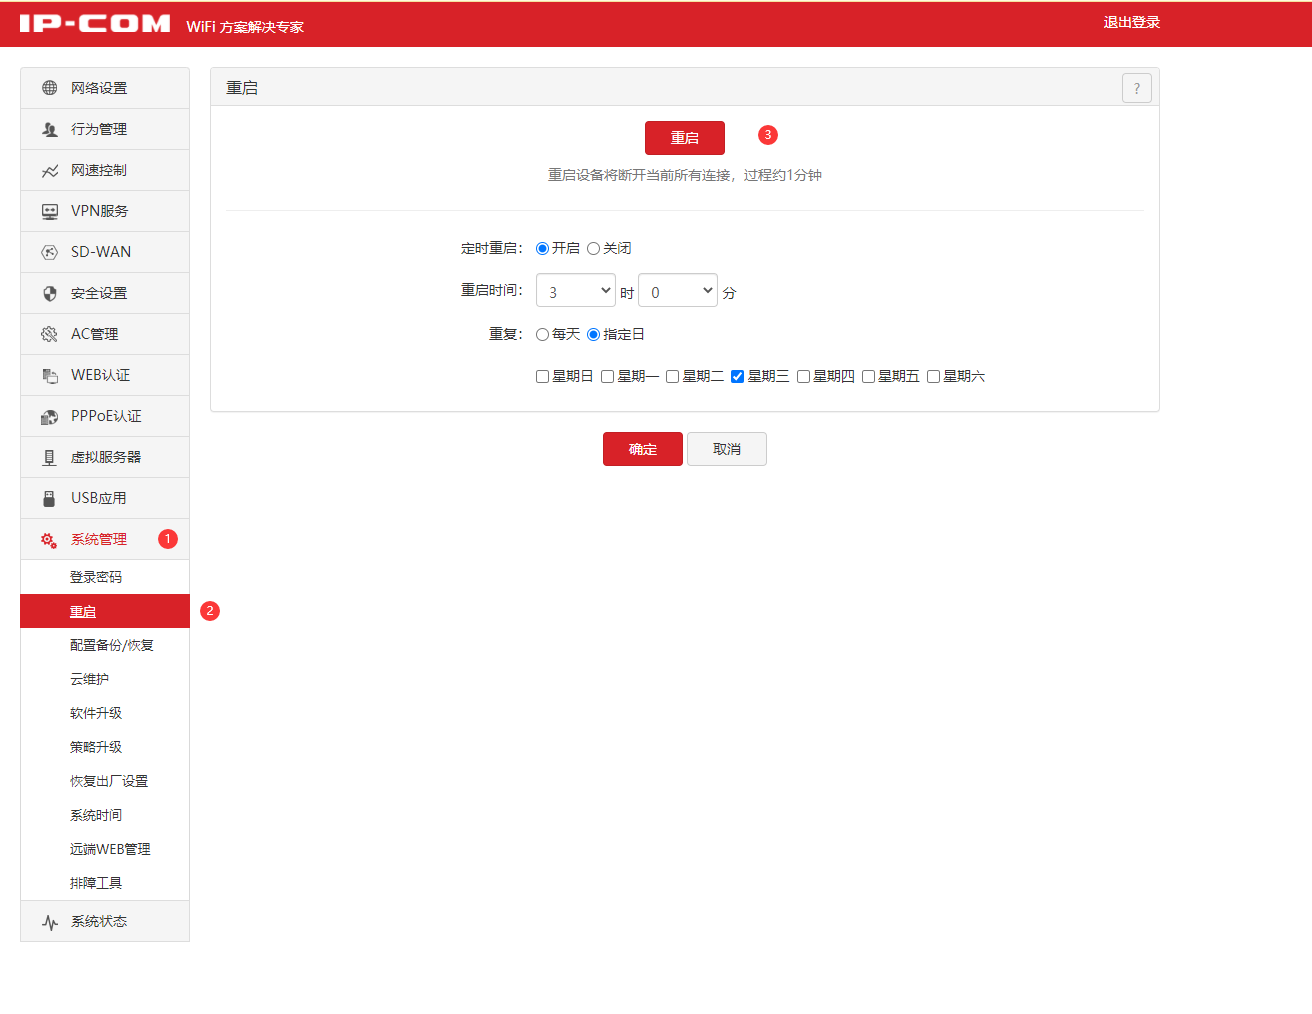 IP-COM WiFi 方案解决专家 退出登录
网络设置
行为管理
网速控制
VPN服务
SD-WAN
安全设置
AC管理
WEB认证
PPPoE认证
虚拟服务器
USB应用
系统管理 1
登录密码
重启 2
配置备份/恢复
云维护
软件升级
策略升级
恢复出厂设置
系统时间
远端WEB管理
排障工具
系统状态
重启 ?
重启 3
重启设备将断开当前所有连接，过程约1分钟
定时重启： 开启 关闭
重启时间： 3 时 0 分
重复： 每天 指定日
星期日 星期一 星期二 星期三 星期四 星期五 星期六
确定 取消